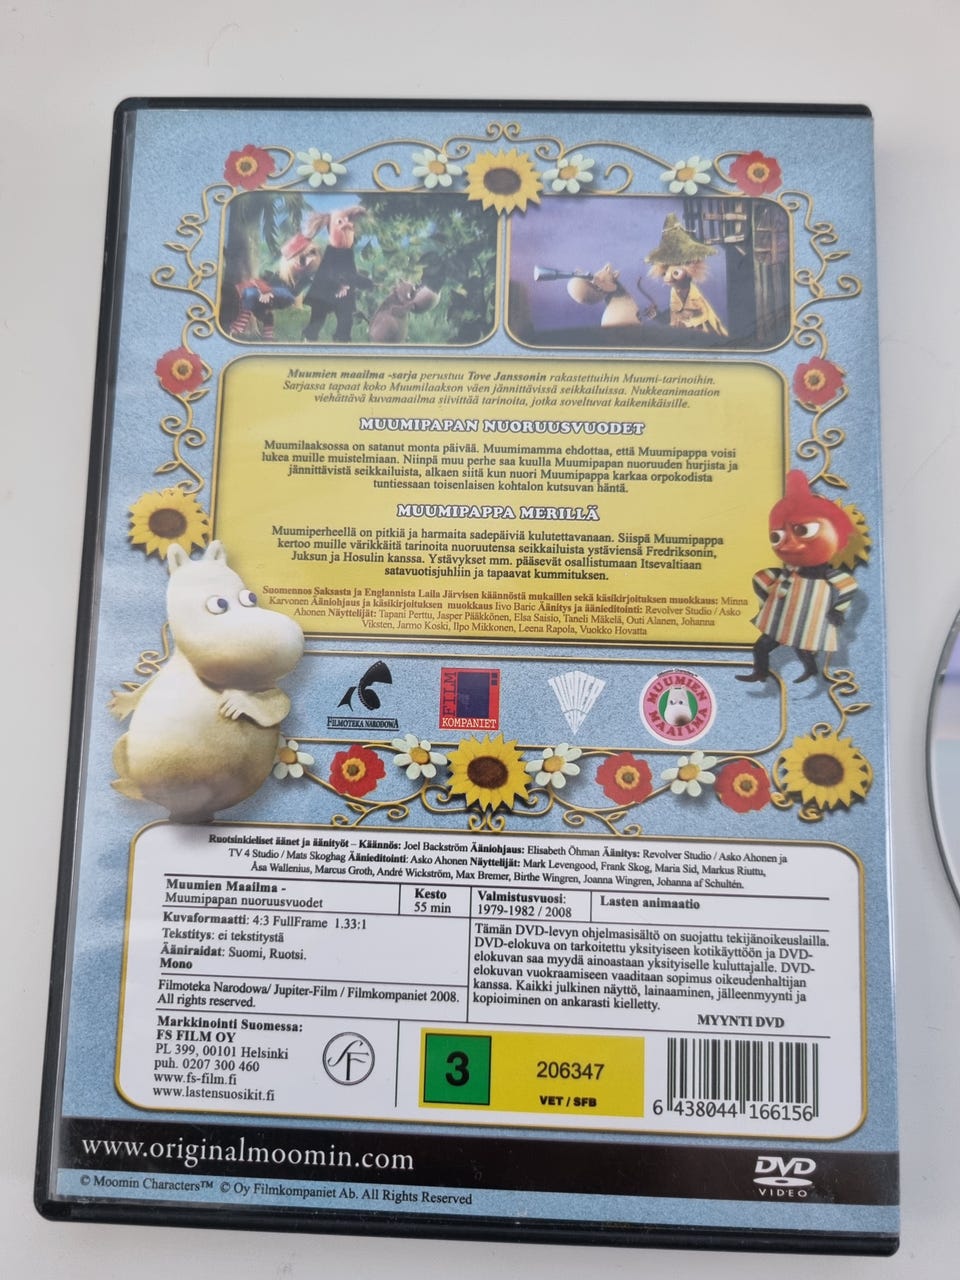 Muumien maailma -sarja perustuu Tove Janssonin rakastettuihin Muumi-tarinoihin.
Sarjassa tapaat koko Muumilaakson väen jännittävissä seikkailuissa. Nukkeanimaation
viehättävä kuvamaailma siivittää tarinoita, jotka soveltuvat kaikenikäisille.
MUUMIPAPAN NUORUUSVUODET
Muumilaaksossa on satanut monta päivää. Muumimamma ehdottaa, että Muumipappa voisi
lukea muille muistelmiaan. Niinpä muu perhe saa kuulla Muumipapan nuoruuden hurjista ja
jännittävistä seikkailuista, alkaen siitä kun nuori Muumipappa karkaa orpokodista
tuntiessaan toisenlaisen kohtalon kutsuvan häntä.
MUUMIPAPPA MERILLÄ
Muumiperheellä on pitkiä ja harmaita sadepäiviä kulutettavanaan. Siispä Muumipappa
kertoo muille värikkäitä tarinoita nuoruutensa seikkailuista ystäviensä Fredriksonin,
Juksun ja Hosulin kanssa. Ystävykset mm. pääsevät osallistumaan Itsevaltiaan
satavuotisjuhliin ja tapaavat kummituksen.
Suomennos Saksasta ja Englannista Laila Järvisen käännöstä mukaillen sekä käsikirjoituksen muokkaus: Minna
Karvonen Ääniohjaus ja käsikirjoituksen muokkaus Iivo Baric Äänitys ja äänieditointi: Revolver Studio / Asko
Ahonen Näyttelijät: Tapani Perttu, Jasper Pääkkönen, Elsa Saisio, Taneli Mäkelä, Outi Alanen, Johanna
Viksten, Jarmo Koski, Ilpo Mikkonen, Leena Rapola, Vuokko Hovatta
FILMOTEKA NARODOWA
FILM
KOMPANIET
MUUMIEN
MAAILMA
Ruotsinkieliset äänet ja äänityöt – Käännös: Joel Backström Ääniohjaus: Elisabeth Öhman Äänitys: Revolver Studio / Asko Ahonen ja
TV 4 Studio / Mats Skoghag Äänieditointi: Asko Ahonen Näyttelijät: Mark Levengood, Frank Skog, Maria Sid, Markus Riuttu,
Åsa Wallenius, Marcus Groth, André Wickström, Max Bremer, Birthe Wingren, Joanna Wingren, Johanna af Schultén.
Muumien Maailma -
Muumipapan nuoruusvuodet
Kesto
55 min
Valmistusvuosi:
1979-1982 / 2008
Lasten animaatio
Kuvaformaatti: 4:3 FullFrame 1.33:1
Tekstitys: ei tekstitystä
Ääniraidat: Suomi, Ruotsi.
Mono
Filmoteka Narodowa/ Jupiter-Film / Filmkompaniet 2008.
All rights reserved.
Tämän DVD-levyn ohjelmasisältö on suojattu tekijänoikeuslailla.
DVD-elokuva on tarkoitettu yksityiseen kotikäyttöön ja DVD-
elokuvan saa myydä ainoastaan yksityiselle kuluttajalle. DVD-
elokuvan vuokraamiseen vaaditaan sopimus oikeudenhaltijan
kanssa. Kaikki julkinen näyttö, lainaaminen, jälleenmyynti ja
kopioiminen on ankarasti kielletty.
MYYNTI DVD
Markkinointi Suomessa:
FS FILM OY
PL 399, 00101 Helsinki
puh. 0207 300 460
www.fs-film.fi
www.lastensuosikit.fi
SF
3
206347
VET / SFB
6 438044 166156
www.originalmoomin.com
DVD
VIDEO
© Moomin Characters™ © Oy Filmkompaniet Ab. All Rights Reserved